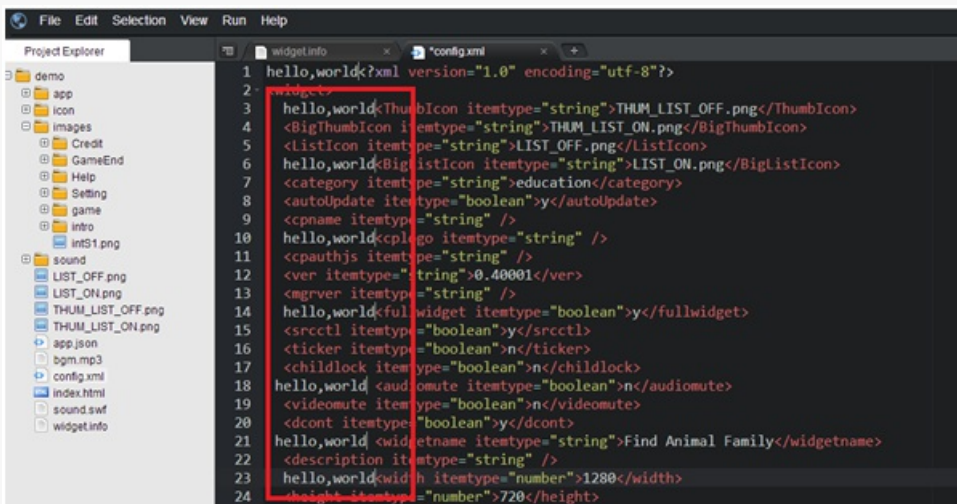 File Edit Selection View Run Help
Project Explorer
widget.info × *config.xml × +
demo
app
icon
images
Credit
GameEnd
Help
Setting
game
intro
intS1.png
sound
LIST_OFF.png
LIST_ON.png
THUM_LIST_OFF.png
THUM_LIST_ON.png
app.json
bgm.mp3
config.xml
index.html
sound.swf
widget.info
1 hello,world<?xml version="1.0" encoding="utf-8"?>
2 <widget>
3 hello,world<ThumbIcon itemtype="string">THUM_LIST_OFF.png</ThumbIcon>
4 <BigThumbIcon itemtype="string">THUM_LIST_ON.png</BigThumbIcon>
5 <ListIcon itemtype="string">LIST_OFF.png</ListIcon>
6 hello,world<BigListIcon itemtype="string">LIST_ON.png</BigListIcon>
7 <category itemtype="string">education</category>
8 <autoUpdate itemtype="boolean">y</autoUpdate>
9 <cpname itemtype="string" />
10 hello,world<cplogo itemtype="string" />
11 <cpauthjs itemtype="string" />
12 <ver itemtype="string">0.40001</ver>
13 <mgrver itemtype="string" />
14 hello,world<fullwidget itemtype="boolean">y</fullwidget>
15 <srcctl itemtype="boolean">y</srcctl>
16 <ticker itemtype="boolean">n</ticker>
17 <childlock itemtype="boolean">n</childlock>
18 hello,world <audiomute itemtype="boolean">n</audiomute>
19 <videomute itemtype="boolean">n</videomute>
20 <dcont itemtype="boolean">y</dcont>
21 hello,world <widgetname itemtype="string">Find Animal Family</widgetname>
22 <description itemtype="string" />
23 hello,world<width itemtype="number">1280</width>
24 <height itemtype="number">720</height>